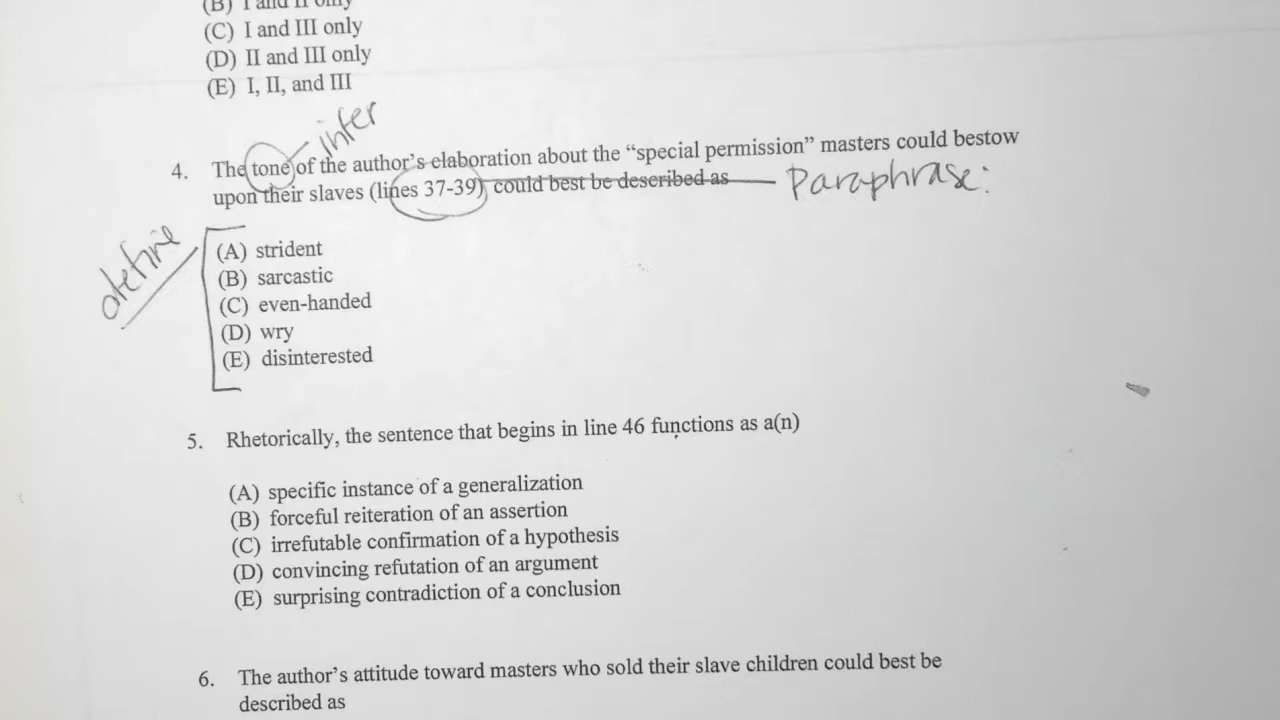 (B) I and II only
(C) I and III only
(D) II and III only
(E) I, II, and III
infer
4. The tone of the author's elaboration about the "special permission" masters could bestow
upon their slaves (lines 37-39) could best be described as Paraphrase:
define
(A) strident
(B) sarcastic
(C) even-handed
(D) wry
(E) disinterested
5. Rhetorically, the sentence that begins in line 46 functions as a(n)
(A) specific instance of a generalization
(B) forceful reiteration of an assertion
(C) irrefutable confirmation of a hypothesis
(D) convincing refutation of an argument
(E) surprising contradiction of a conclusion
6. The author's attitude toward masters who sold their slave children could best be
described as